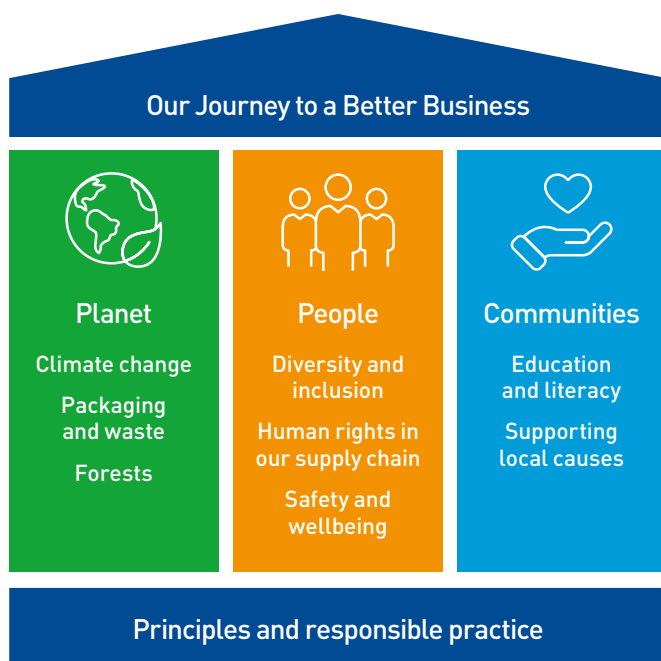 Our Journey to a Better Business
Planet
Climate change
Packaging
and waste
Forests
People
Diversity and
inclusion
Human rights in
our supply chain
Safety and
wellbeing
Communities
Education
and literacy
Supporting
local causes
Principles and responsible practice